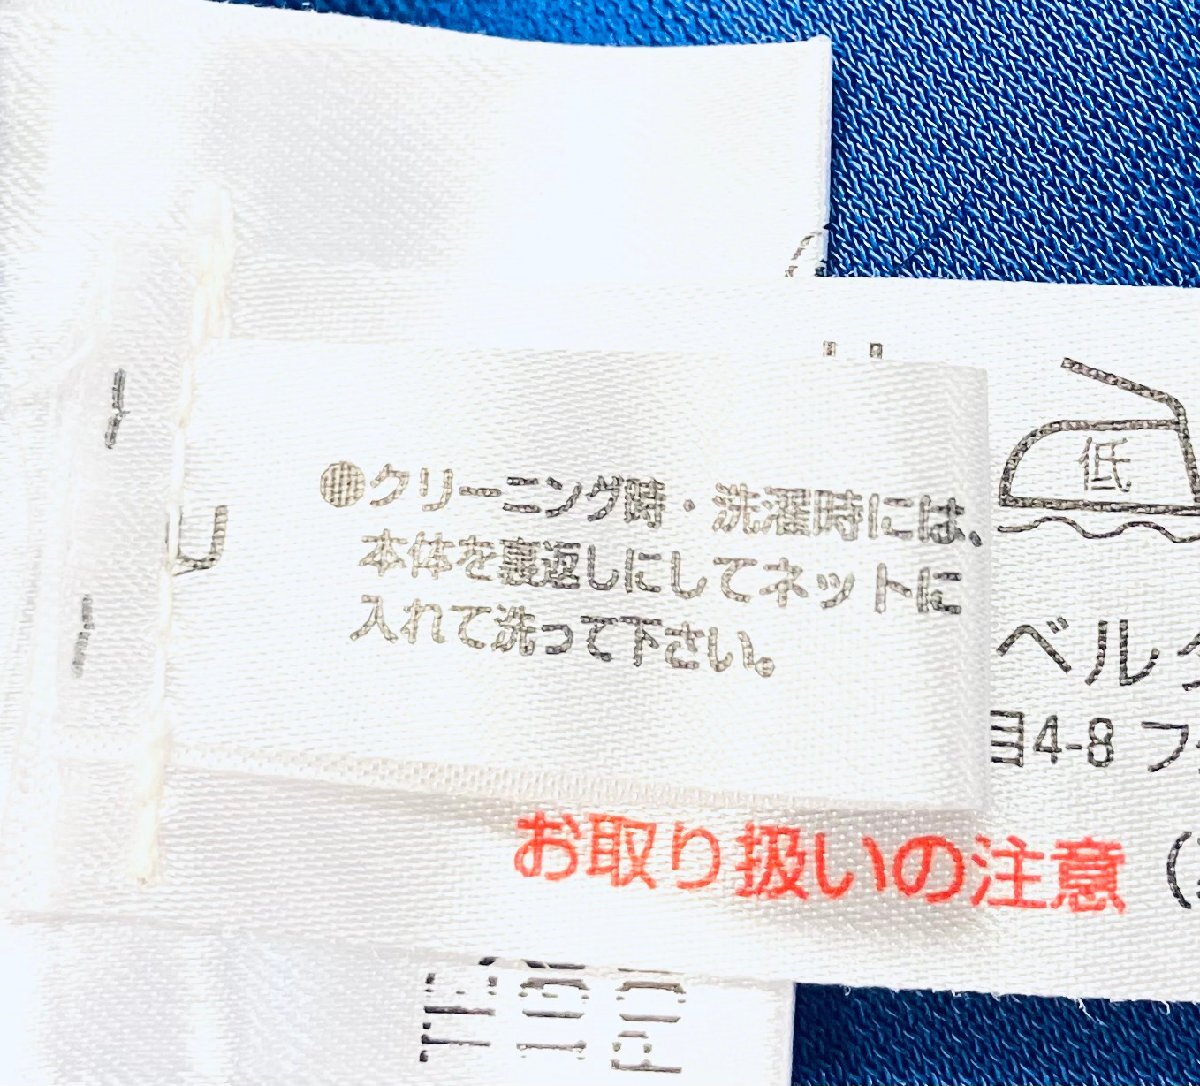 ●クリーニング時・洗濯時には、
本体を裏返しにしてネットに
入れて洗って下さい。
低
ベル
目4-8 フ
お取り扱いの注意 (